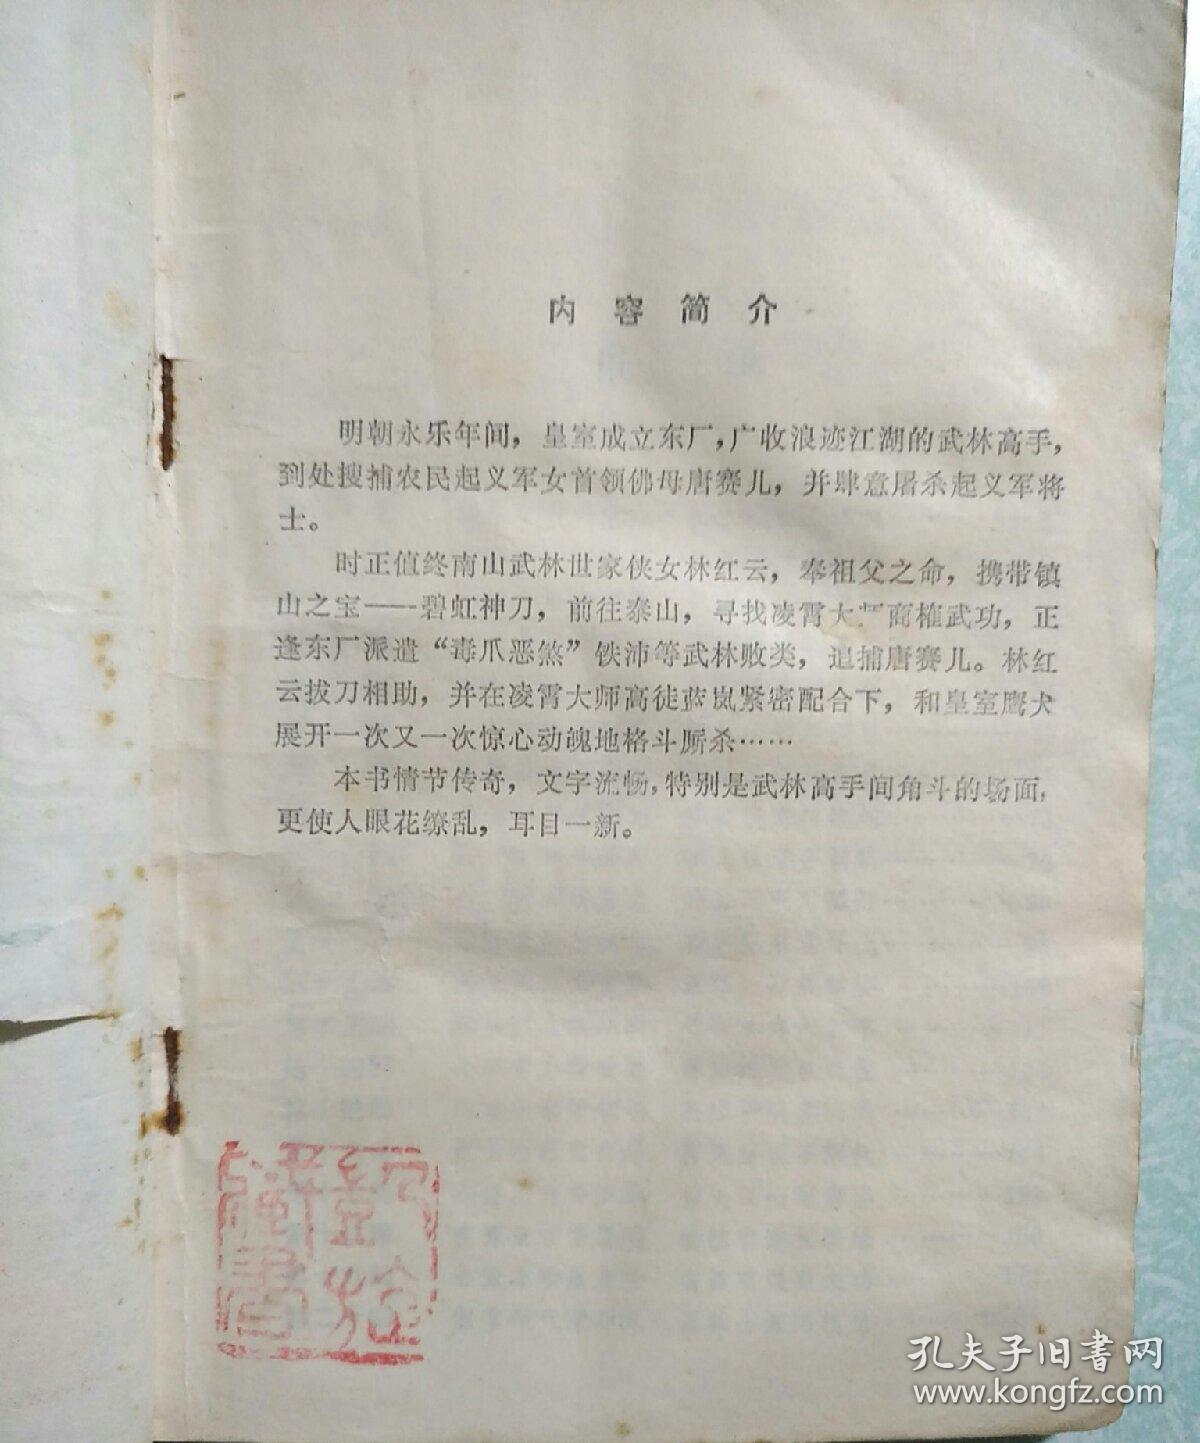 内容简介
明朝永乐年间，皇室成立东厂，广收浪迹江湖的武林高手，
到处搜捕农民起义军女首领佛母唐赛儿，并肆意屠杀起义军将
士。
时正值终南山武林世家侠女林红云，奉祖父之命，携带镇
山之宝——碧虹神刀，前往泰山，寻找凌霄大师商榷武功，正
逢东厂派遣“毒爪恶煞”铁沛等武林败类，追捕唐赛儿。林红
云拔刀相助，并在凌霄大师高徒蓝岚紧密配合下，和皇室鹰犬
展开一次又一次惊心动魄地格斗厮杀……
本书情节传奇，文字流畅，特别是武林高手间角斗的场面，
更使人眼花缭乱，耳目一新。
藏书
孔夫子旧书网
www.kongfz.com